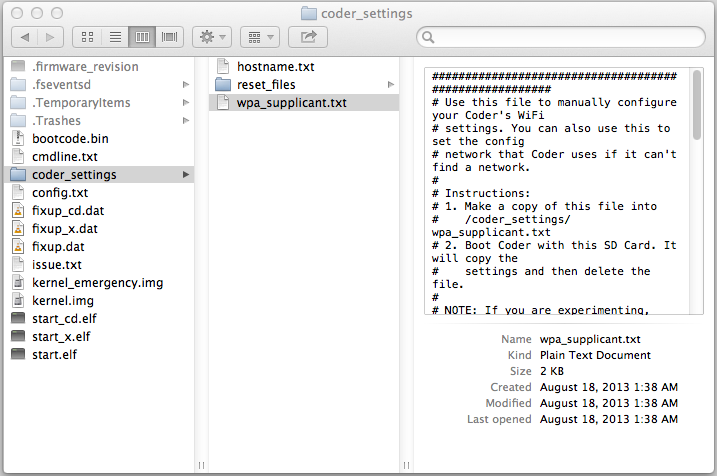 coder_settings
.firmware_revision
.fseventsd
.TemporaryItems
.Trashes
bootcode.bin
cmdline.txt
coder_settings
config.txt
fixup_cd.dat
fixup_x.dat
fixup.dat
issue.txt
kernel_emergency.img
kernel.img
start_cd.elf
start_x.elf
start.elf
hostname.txt
reset_files
wpa_supplicant.txt
#####################################
##################
# Use this file to manually configure
your Coder's WiFi
# settings. You can also use this to
set the config
# network that Coder uses if it can't
find a network.
#
# Instructions:
# 1. Make a copy of this file into
#    /coder_settings/
wpa_supplicant.txt
# 2. Boot Coder with this SD Card. It
will copy the
#    settings and then delete the
file.
#
# NOTE: If you are experimenting,
Name wpa_supplicant.txt
Kind Plain Text Document
Size 2 KB
Created August 18, 2013 1:38 AM
Modified August 18, 2013 1:38 AM
Last opened August 18, 2013 1:38 AM